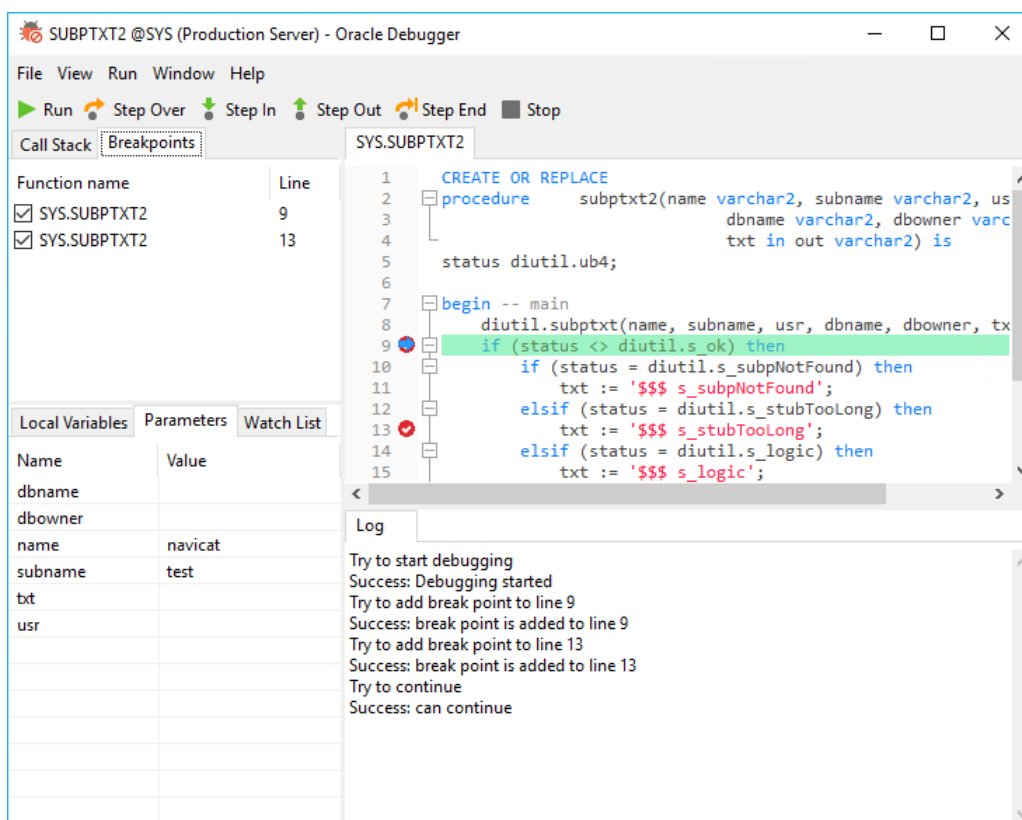 SUBPTXT2 @SYS (Production Server) - Oracle Debugger
File View Run Window Help
Run Step Over Step In Step Out Step End Stop
Call Stack Breakpoints
Function name Line
SYS.SUBPTXT2 9
SYS.SUBPTXT2 13
Local Variables Parameters Watch List
Name Value
dbname
dbowner
name navicat
subname test
txt
usr
SYS.SUBPTXT2
1 CREATE OR REPLACE
2 procedure subptxt2(name varchar2, subname varchar2, us
3 dbname varchar2, dbowner varc
4 txt in out varchar2) is
5 status diutil.ub4;
6
7 begin -- main
8 diutil.subptxt(name, subname, usr, dbname, dbowner, tx
9 if (status <> diutil.s_ok) then
10 if (status = diutil.s_subpNotFound) then
11 txt := '$$$ s_subpNotFound';
12 elsif (status = diutil.s_stubTooLong) then
13 txt := '$$$ s_stubTooLong';
14 elsif (status = diutil.s_logic) then
15 txt := '$$$ s_logic';
Log
Try to start debugging
Success: Debugging started
Try to add break point to line 9
Success: break point is added to line 9
Try to add break point to line 13
Success: break point is added to line 13
Try to continue
Success: can continue